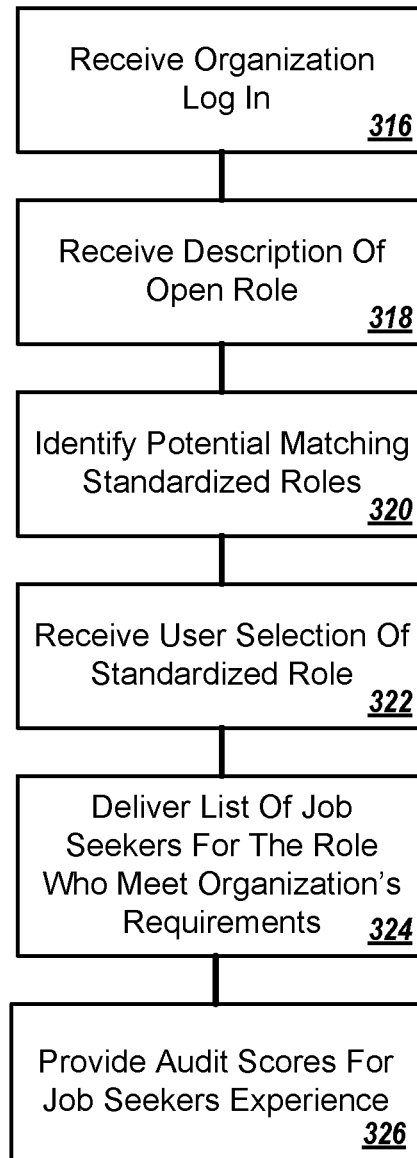 Receive Organization
Log In
316
Receive Description Of
Open Role
318
Identify Potential Matching
Standardized Roles
320
Receive User Selection Of
Standardized Role
322
Deliver List Of Job
Seekers For The Role
Who Meet Organization's
Requirements
324
Provide Audit Scores For
Job Seekers Experience
326